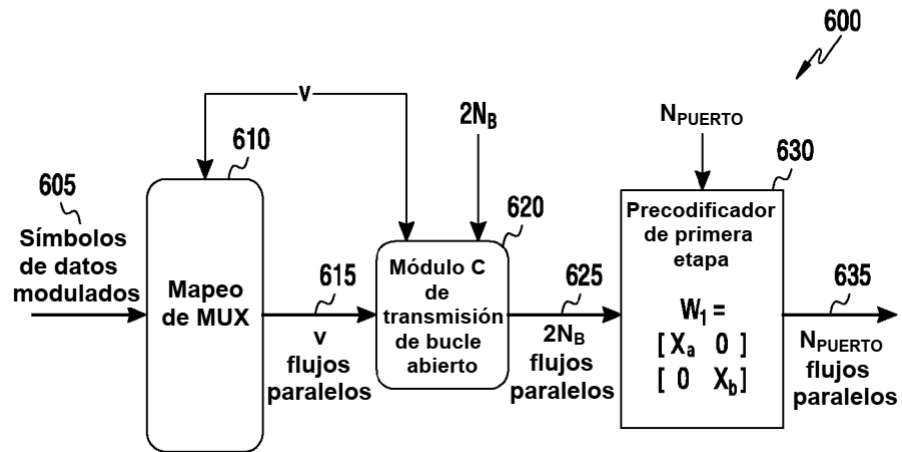 600
v
2N_B
N_PUERTO
610
630
605
Símbolos
de datos
modulados
620
Mapeo
de MUX
615
v
flujos
paralelos
Módulo C
de
transmisión
de bucle
abierto
625
2N_B
flujos
paralelos
Precodificador
de primera
etapa
W_1 =
[ X_a 0 ]
[ 0 X_b ]
635
N_PUERTO
flujos
paralelos